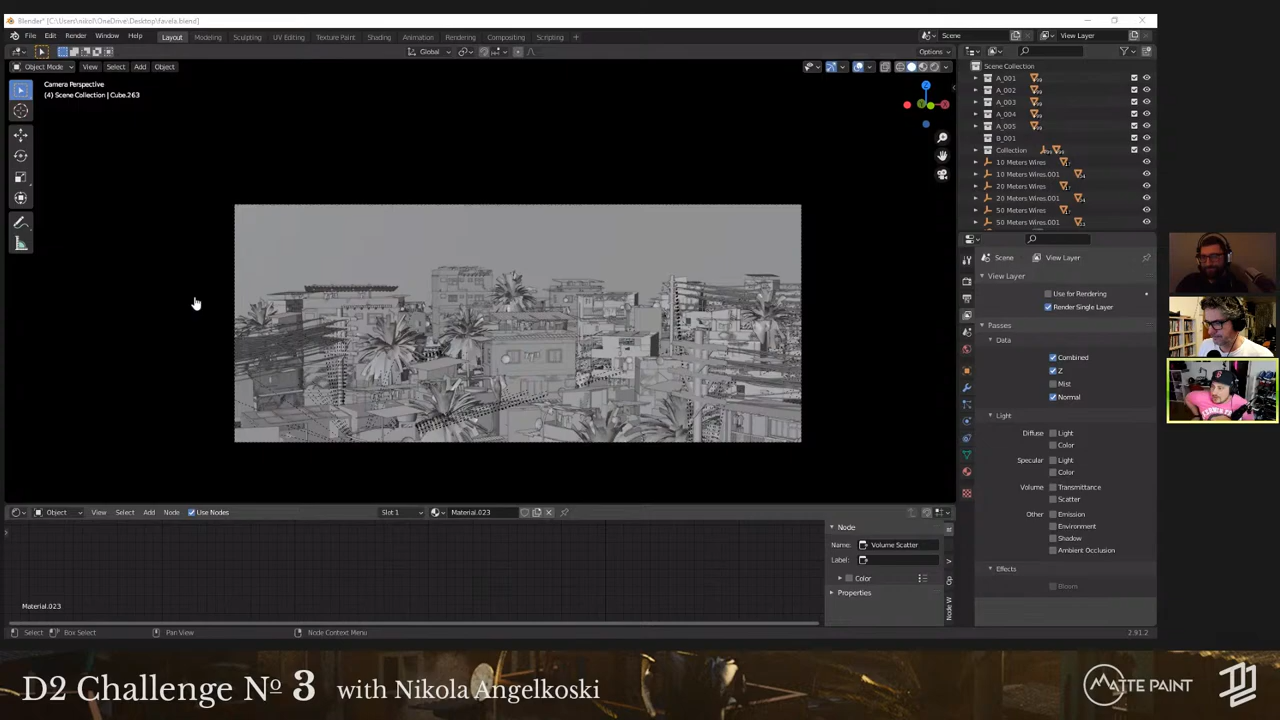 Blender* [C:\Users\nikol\OneDrive\Desktop\favela.blend]
File Edit Render Window Help Layout Modeling Sculpting UV Editing Texture Paint Shading Animation Rendering Compositing Scripting + Scene View Layer
Global Options
Object Mode View Select Add Object
Camera Perspective
(4) Scene Collection | Cube.263
Z
Y
X
Scene Collection
A_001
A_002
A_003
A_004
A_005
B_001
Collection
10 Meters Wires
10 Meters Wires.001
20 Meters Wires
20 Meters Wires.001
50 Meters Wires
50 Meters Wires.001
Scene View Layer
View Layer
Use for Rendering
Render Single Layer
Passes
Data
Combined
Z
Mist
Normal
Light
Diffuse Light
Color
Specular Light
Color
Volume Transmittance
Scatter
Other Emission
Environment
Shadow
Ambient Occlusion
Effects
Bloom
Object View Select Add Node Use Nodes Slot 1 Material.023
Node
Name: Volume Scatter
Label:
Color
Properties
Node W
Material.023
Select Box Select Pan View Node Context Menu 2.91.2
D2 Challenge Nº 3 with Nikola Angelkoski
MATTE PAINT